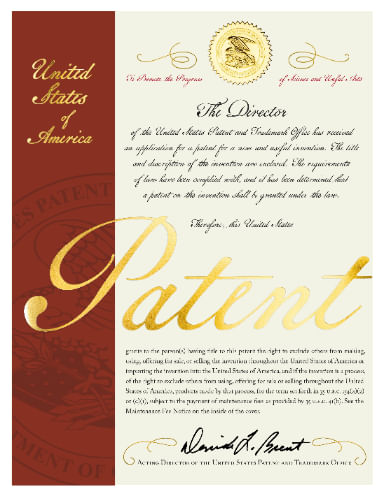 United
States
of
America
To Promote the Progress of Science and Useful Arts
The Director
of the United States Patent and Trademark Office has received
an application for a patent for a new and useful invention. The title
and description of the invention are enclosed. The requirements
of law have been complied with, and it has been determined that
a patent on the invention shall be granted under the law.
Therefore, this United States
Patent
grants to the person(s) having title to this patent the right to exclude others from making,
using, offering for sale, or selling the invention throughout the United States of America or
importing the invention into the United States of America, and if the invention is a process,
of the right to exclude others from using, offering for sale or selling throughout the United
States of America, products made by that process, for the term set forth in 35 U.S.C. 154(a)(2)
or (c)(1), subject to the payment of maintenance fees as provided by 35 U.S.C. 41(b). See the
Maintenance Fee Notice on the inside of the cover.
Acting Director of the United States Patent and Trademark Office